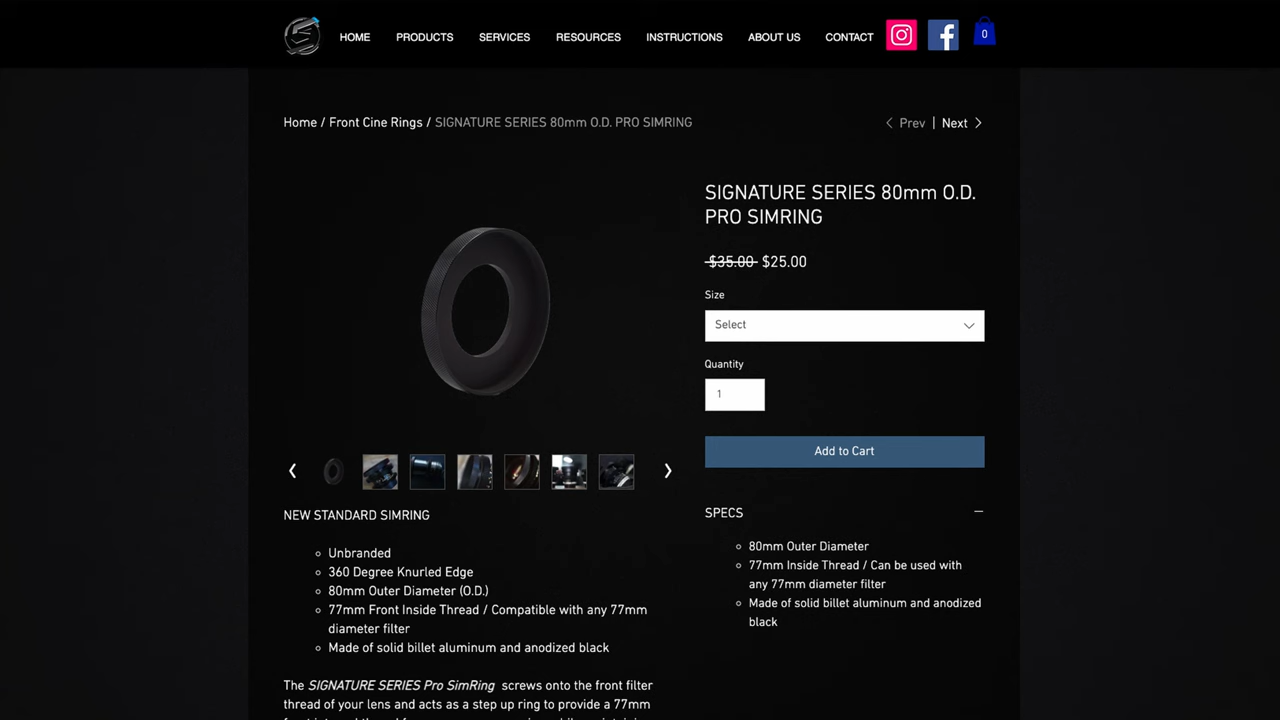 HOME PRODUCTS SERVICES RESOURCES INSTRUCTIONS ABOUT US CONTACT 0
Home / Front Cine Rings / SIGNATURE SERIES 80mm O.D. PRO SIMRING
Prev | Next
SIGNATURE SERIES 80mm O.D.
PRO SIMRING
$35.00 $25.00
Size
Select
Quantity
1
Add to Cart
NEW STANDARD SIMRING
Unbranded
360 Degree Knurled Edge
80mm Outer Diameter (O.D.)
77mm Front Inside Thread / Compatible with any 77mm
diameter filter
Made of solid billet aluminum and anodized black
The SIGNATURE SERIES Pro SimRing screws onto the front filter
thread of your lens and acts as a step up ring to provide a 77mm
SPECS
80mm Outer Diameter
77mm Inside Thread / Can be used with
any 77mm diameter filter
Made of solid billet aluminum and anodized
black